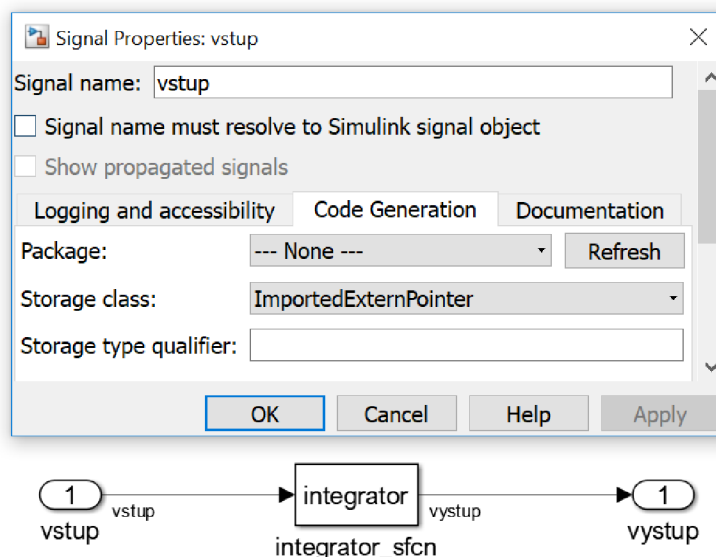 Signal Properties: vstup
Signal name: vstup
Signal name must resolve to Simulink signal object
Show propagated signals
Logging and accessibility Code Generation Documentation
Package: --- None --- Refresh
Storage class: ImportedExternPointer
Storage type qualifier:
OK Cancel Help Apply
1 vstup integrator vystup 1
vstup integrator_sfcn vystup